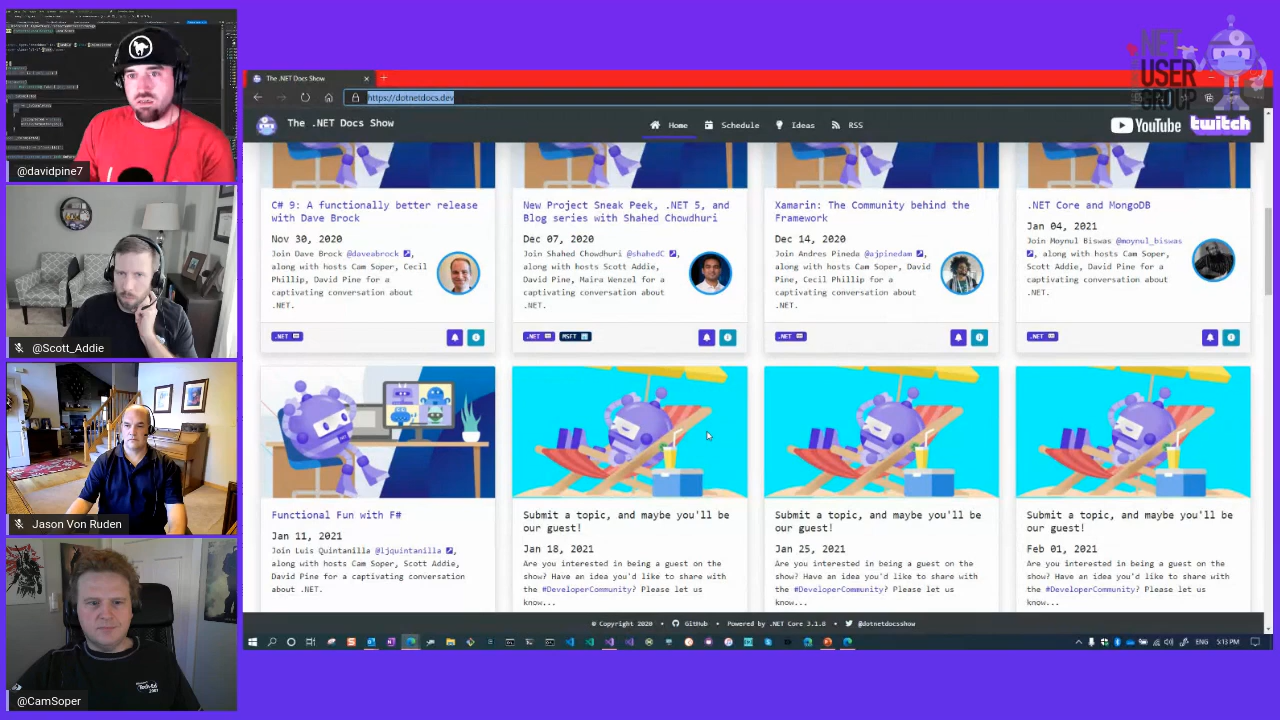 @davidpine7
@Scott_Addie
Jason Von Ruden
@CamSoper
.NET
USER
GROUP
The .NET Docs Show
https://dotnetdocs.dev
The .NET Docs Show
Home
Schedule
Ideas
RSS
YouTube
twitch
C# 9: A functionally better release
with Dave Brock
Nov 30, 2020
Join Dave Brock @daveabrock ,
along with hosts Cam Soper, Cecil
Phillip, David Pine for a
captivating conversation about
.NET.
.NET
New Project Sneak Peek, .NET 5, and
Blog series with Shahed Chowdhuri
Dec 07, 2020
Join Shahed Chowdhuri @shahedC ,
along with hosts Scott Addie,
David Pine, Maira Wenzel for a
captivating conversation about
.NET.
.NET
MSFT
Xamarin: The Community behind the
Framework
Dec 14, 2020
Join Andres Pineda @ajpinedam ,
along with hosts Cam Soper, David
Pine, Cecil Phillip for a
captivating conversation about
.NET.
.NET
.NET Core and MongoDB
Jan 04, 2021
Join Moynul Biswas @moynul_biswas
, along with hosts Cam Soper,
Scott Addie, David Pine for a
captivating conversation about
.NET.
.NET
Functional Fun with F#
Jan 11, 2021
Join Luis Quintanilla @ljquintanilla ,
along with hosts Cam Soper, Scott Addie,
David Pine for a captivating conversation
about .NET.
Submit a topic, and maybe you'll be
our guest!
Jan 18, 2021
Are you interested in being a guest on the
show? Have an idea you'd like to share with
the #DeveloperCommunity? Please let us
know...
Submit a topic, and maybe you'll be
our guest!
Jan 25, 2021
Are you interested in being a guest on the
show? Have an idea you'd like to share with
the #DeveloperCommunity? Please let us
know...
Submit a topic, and maybe you'll be
our guest!
Feb 01, 2021
Are you interested in being a guest on the
show? Have an idea you'd like to share with
the #DeveloperCommunity? Please let us
know...
© Copyright 2020 • GitHub • Powered by .NET Core 3.1.8 • @dotnetdocsshow
ENG
5:13 PM